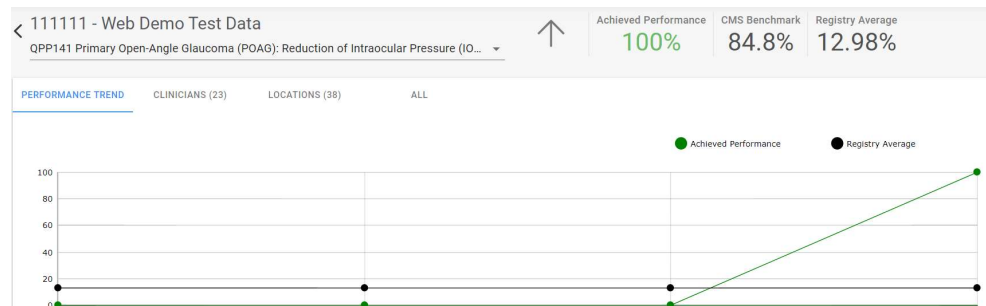 111111 - Web Demo Test Data
QPP141 Primary Open-Angle Glaucoma (POAG): Reduction of Intraocular Pressure (IO...
Achieved Performance
100%
CMS Benchmark
84.8%
Registry Average
12.98%
PERFORMANCE TREND
CLINICIANS (23)
LOCATIONS (38)
ALL
Achieved Performance
Registry Average
100
80
60
40
20
0